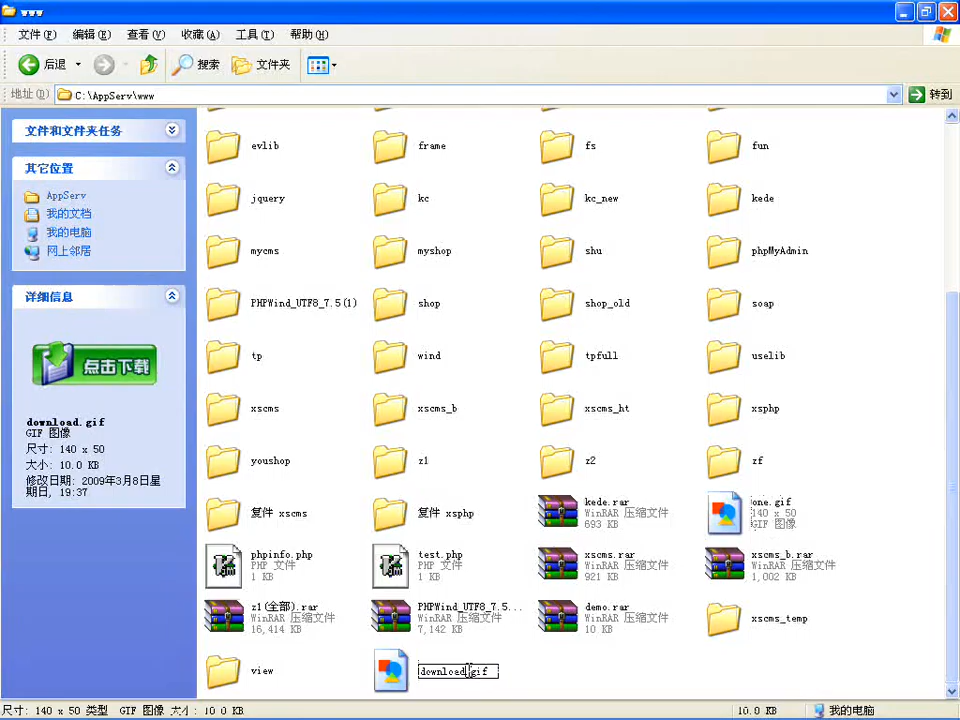 www
文件(F) 编辑(E) 查看(V) 收藏(A) 工具(T) 帮助(H)
后退 搜索 文件夹
地址(D) C:\AppServ\www 转到
文件和文件夹任务
其它位置
AppServ
我的文档
我的电脑
网上邻居
详细信息
点击下载
download.gif
GIF 图像
尺寸: 140 x 50
大小: 10.0 KB
修改日期: 2009年3月8日星
期日, 19:37
evlib frame fs fun
jquery kc kc_new kede
mycms myshop shu phpMyAdmin
PHPWind_UTF8_7.5(1) shop shop_old soap
tp wind tpfull uselib
xscms xscms_b xscms_ht xsphp
youshop z1 z2 zf
复件 xscms 复件 xsphp
kede.rar
WinRAR 压缩文件
693 KB
one.gif
140 x 50
GIF 图像
phpinfo.php
PHP 文件
1 KB
test.php
PHP 文件
1 KB
xscms.rar
WinRAR 压缩文件
921 KB
xscms_b.rar
WinRAR 压缩文件
1,002 KB
z1(全部).rar
WinRAR 压缩文件
16,414 KB
PHPWind_UTF8_7.5...
WinRAR 压缩文件
7,142 KB
demo.rar
WinRAR 压缩文件
10 KB
xscms_temp
view
download.gif
尺寸: 140 x 50 类型 GIF 图像 大小: 10.0 KB 10.0 KB 我的电脑